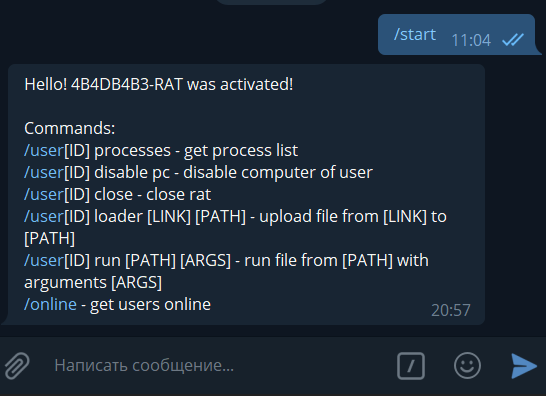 /start 11:04
Hello! 4B4DB4B3-RAT was activated!
Commands:
/user[ID] processes - get process list
/user[ID] disable pc - disable computer of user
/user[ID] close - close rat
/user[ID] loader [LINK] [PATH] - upload file from [LINK] to
[PATH]
/user[ID] run [PATH] [ARGS] - run file from [PATH] with
arguments [ARGS]
/online - get users online
20:57
Написать сообщение...